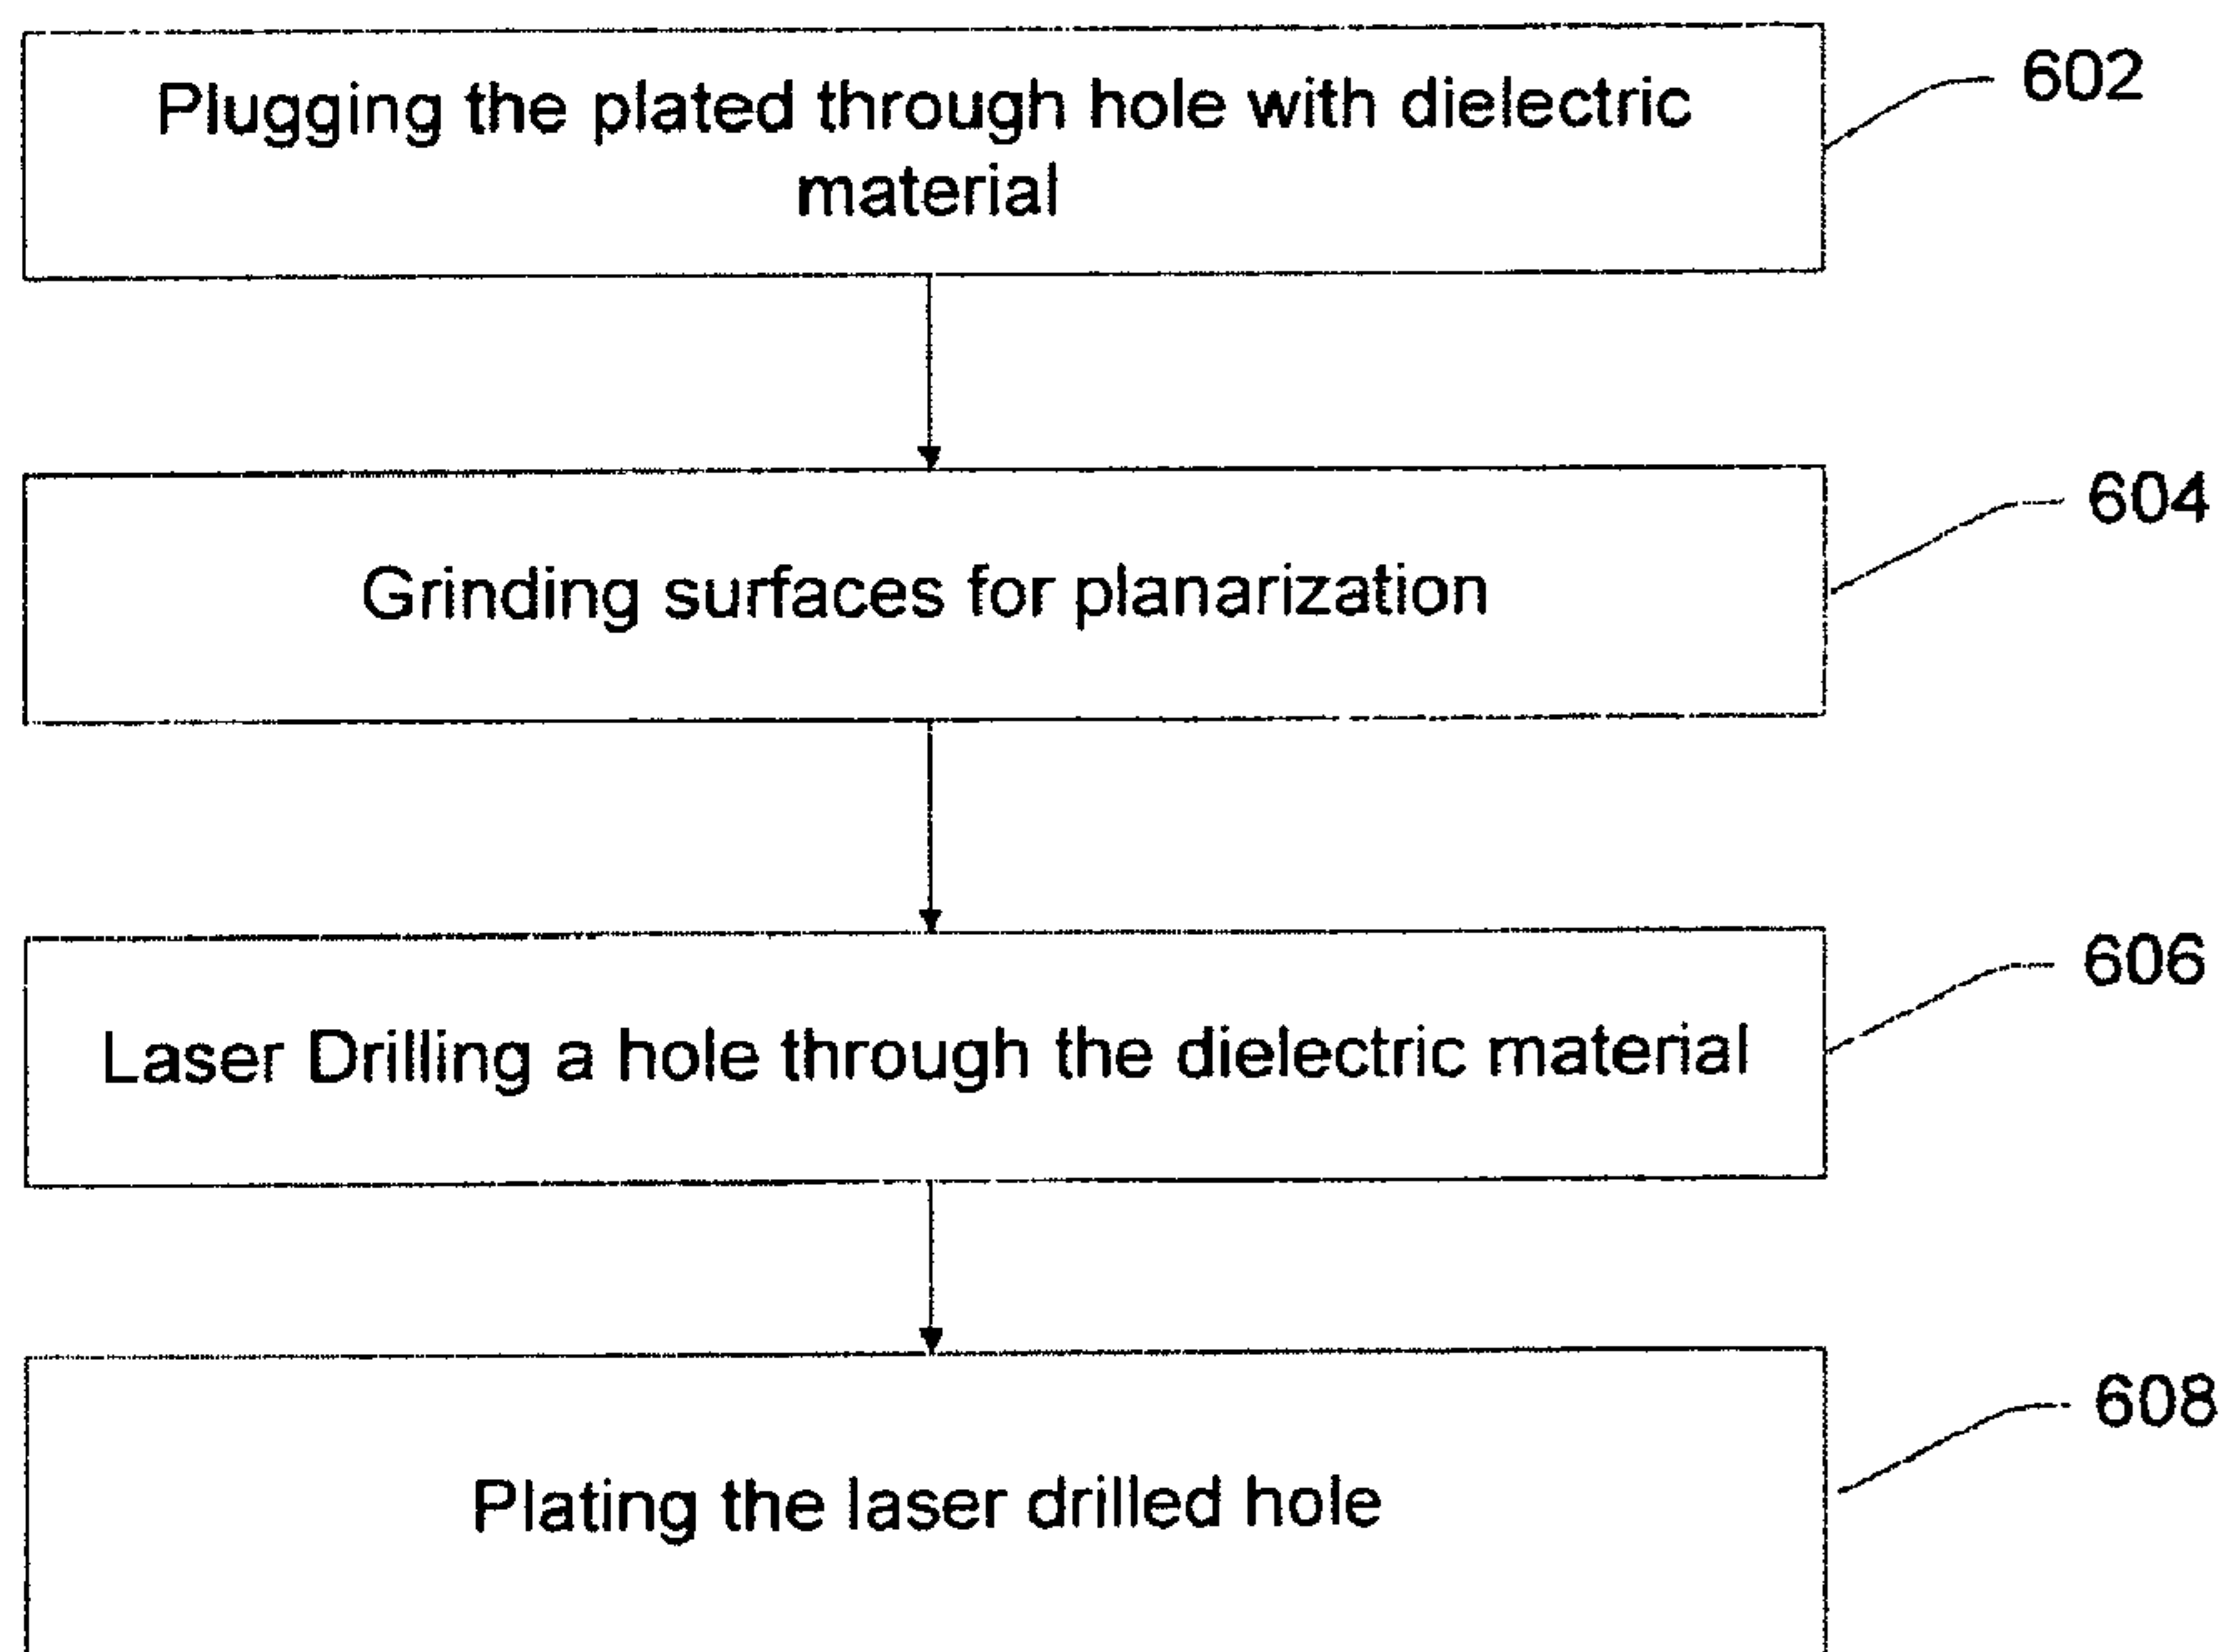 Plugging the plated through hole with dielectric
material
602
Grinding surfaces for planarization
604
Laser Drilling a hole through the dielectric material
606
Plating the laser drilled hole
608